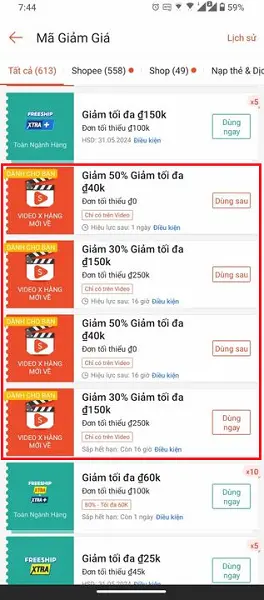 7:44
59%
Mã Giảm Giá
Lịch sử
Tất cả (613)
Shopee (558)
Shop (49)
Nạp thẻ & Dịc
FREESHIP
XTRA+
Toàn Ngành Hàng
Giảm tối đa ₫150k
Đơn tối thiểu ₫100k
HSD: 31.05.2024 Điều kiện
x5
Dùng ngay
DÀNH CHO BẠN
S
VIDEO X HÀNG
MỚI VỀ
Giảm 50% Giảm tối đa
₫40k
Đơn tối thiểu ₫0
Chỉ có trên Video
Hiệu lực sau: 1 ngày Điều kiện
Dùng sau
DÀNH CHO BẠN
S
VIDEO X HÀNG
MỚI VỀ
Giảm 30% Giảm tối đa
₫150k
Đơn tối thiểu ₫250k
Chỉ có trên Video
Hiệu lực sau: 16 giờ Điều kiện
Dùng sau
DÀNH CHO BẠN
S
VIDEO X HÀNG
MỚI VỀ
Giảm 50% Giảm tối đa
₫40k
Đơn tối thiểu ₫0
Chỉ có trên Video
Hiệu lực sau: 16 giờ Điều kiện
Dùng sau
DÀNH CHO BẠN
S
VIDEO X HÀNG
MỚI VỀ
Giảm 30% Giảm tối đa
₫150k
Đơn tối thiểu ₫250k
Chỉ có trên Video
Sắp hết hạn: Còn 16 giờ Điều kiện
Dùng
ngay
FREESHIP
XTRA
XTRA+
Toàn Ngành Hàng
Giảm tối đa ₫60k
Đơn tối thiểu ₫100k
60% - Tối đa 60K
Sắp hết hạn: Còn 1 ngày Điều kiện
x10
Dùng
ngay
FREESHIP
XTRA
Giảm tối đa ₫25k
Đơn tối thiểu ₫45k
HSD: 31.05.2024 Điều kiện
x5
Dùng
ngay